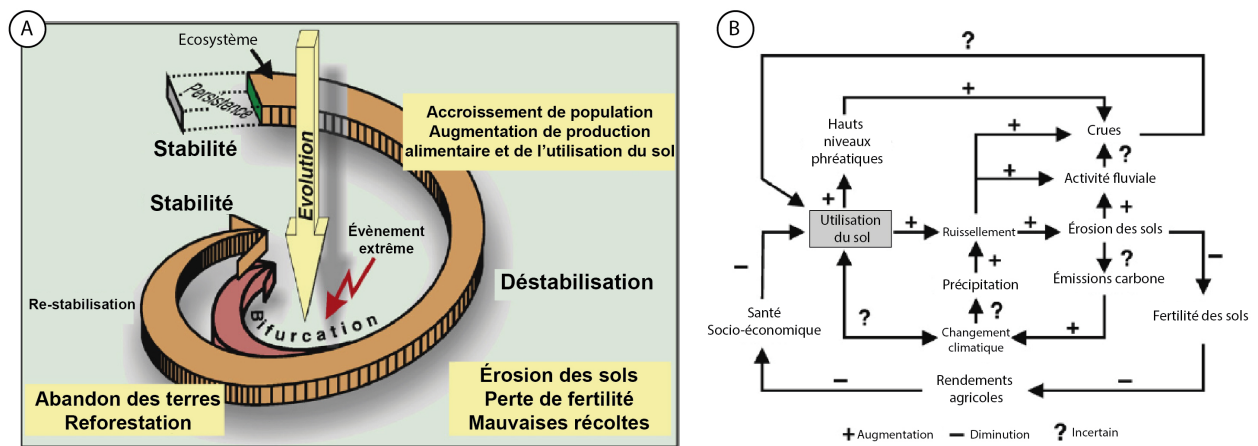 A
Ecosystème
Persistence
Stabilité
Evolution
Accroissement de population
Augmentation de production
alimentaire et de l'utilisation du sol
Stabilité
Évènement
extrême
Déstabilisation
Re-stabilisation
Bifurcation
Abandon des terres
Reforestation
Érosion des sols
Perte de fertilité
Mauvaises récoltes
B
?
+
Hauts
niveaux
phréatiques
+
Crues
?
+
Activité fluviale
+
+
Utilisation
du sol
+
Ruissellement
+
Érosion des sols
–
–
+
?
Précipitation
Émissions carbone
Santé
Socio-économique
?
?
Fertilité des sols
Changement
climatique
+
–
Rendements
agricoles
–
+ Augmentation – Diminution ? Incertain